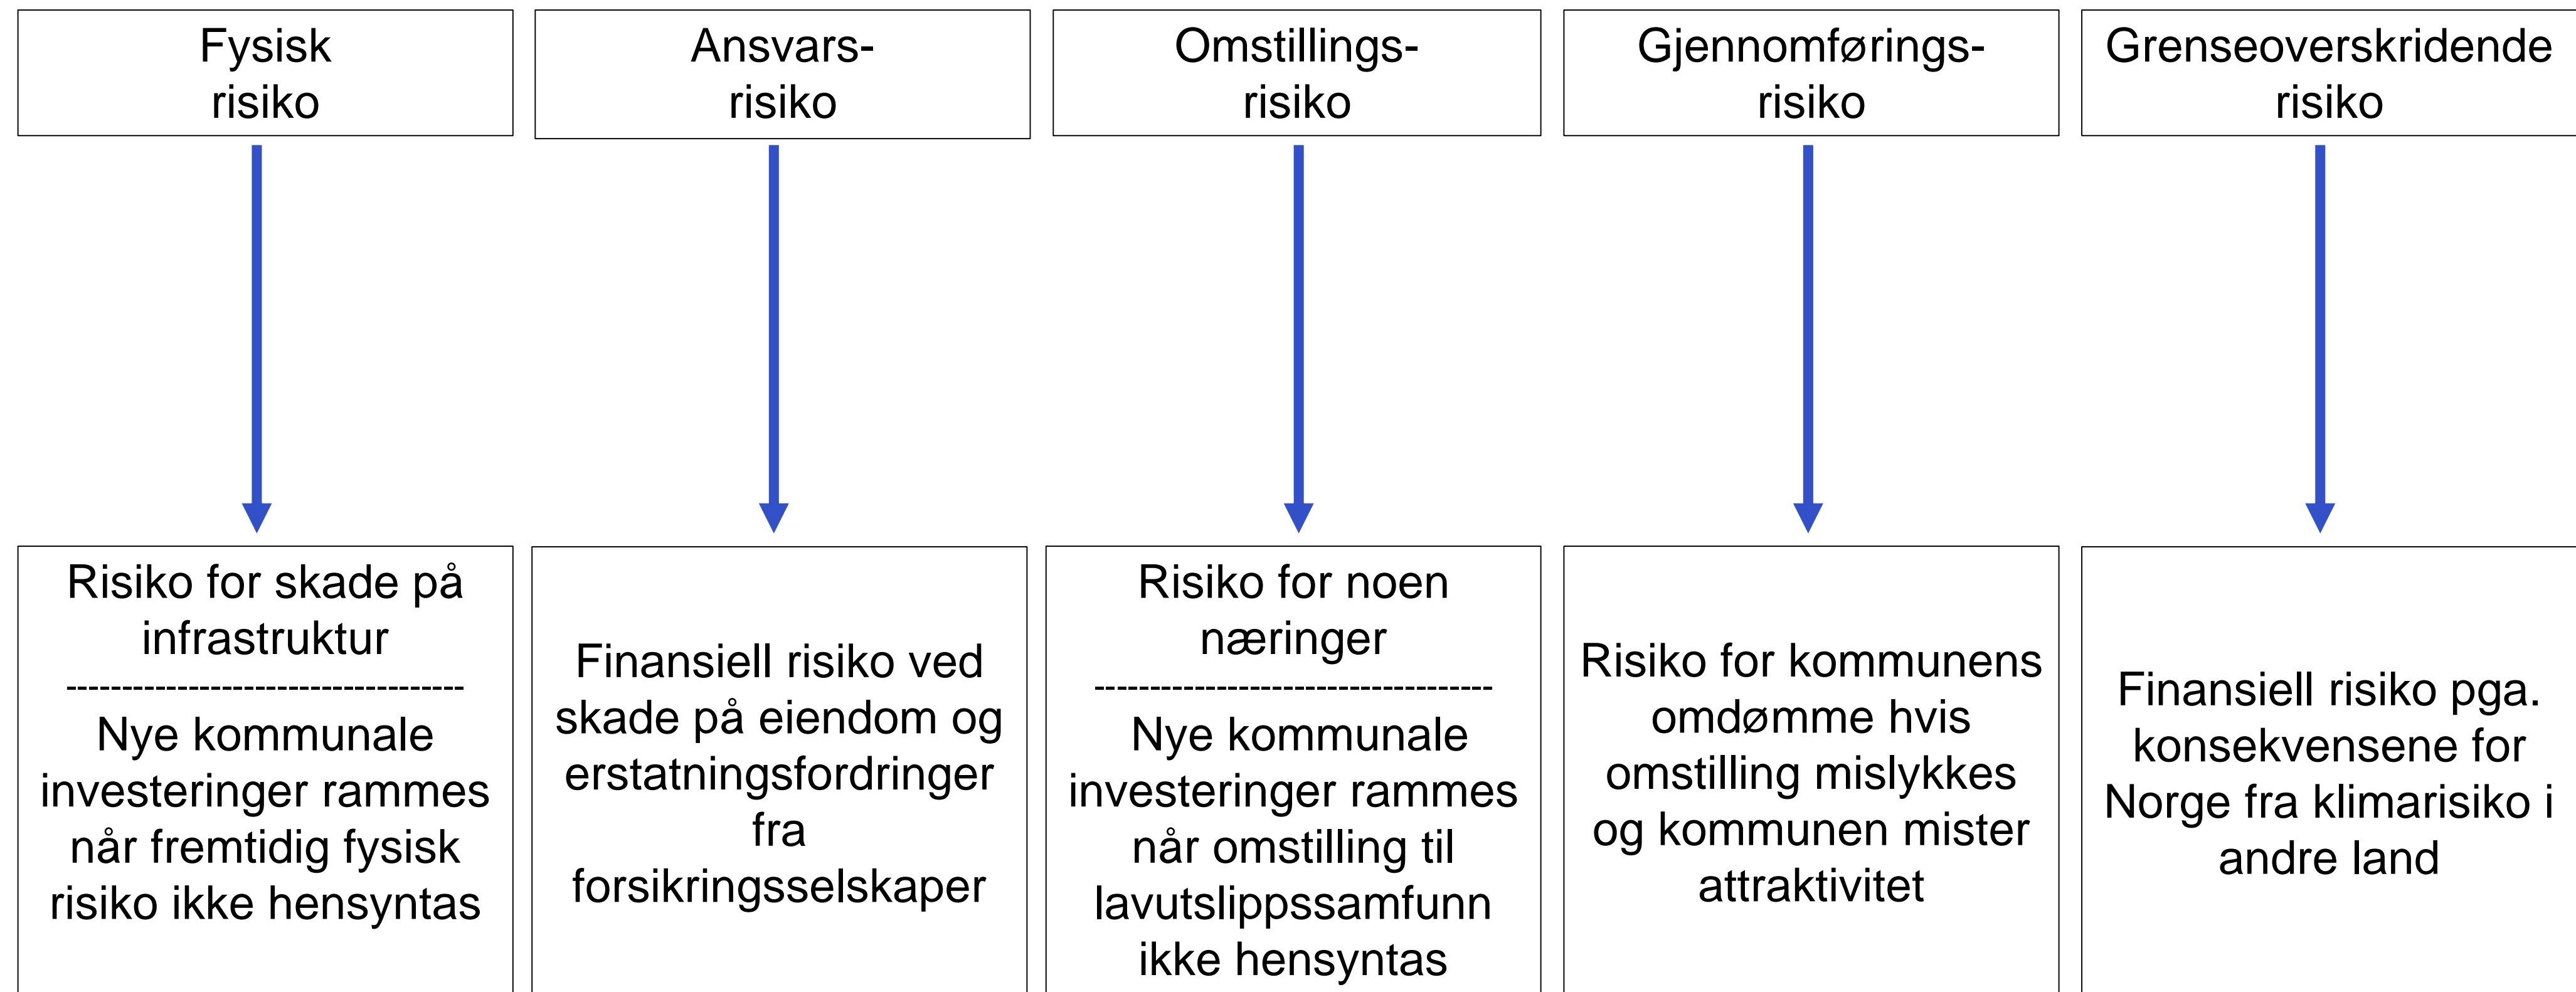 Fysisk
risiko
Ansvars-
risiko
Omstillings-
risiko
Gjennomførings-
risiko
Grenseoverskridende
risiko
Risiko for skade på
infrastruktur
------------------------------------
Nye kommunale
investeringer rammes
når fremtidig fysisk
risiko ikke hensyntas
Finansiell risiko ved
skade på eiendom og
erstatningsfordringer
fra
forsikringsselskaper
Risiko for noen
næringer
------------------------------------
Nye kommunale
investeringer rammes
når omstilling til
lavutslippssamfunn
ikke hensyntas
Risiko for kommunens
omdømme hvis
omstilling mislykkes
og kommunen mister
attraktivitet
Finansiell risiko pga.
konsekvensene for
Norge fra klimarisiko i
andre land